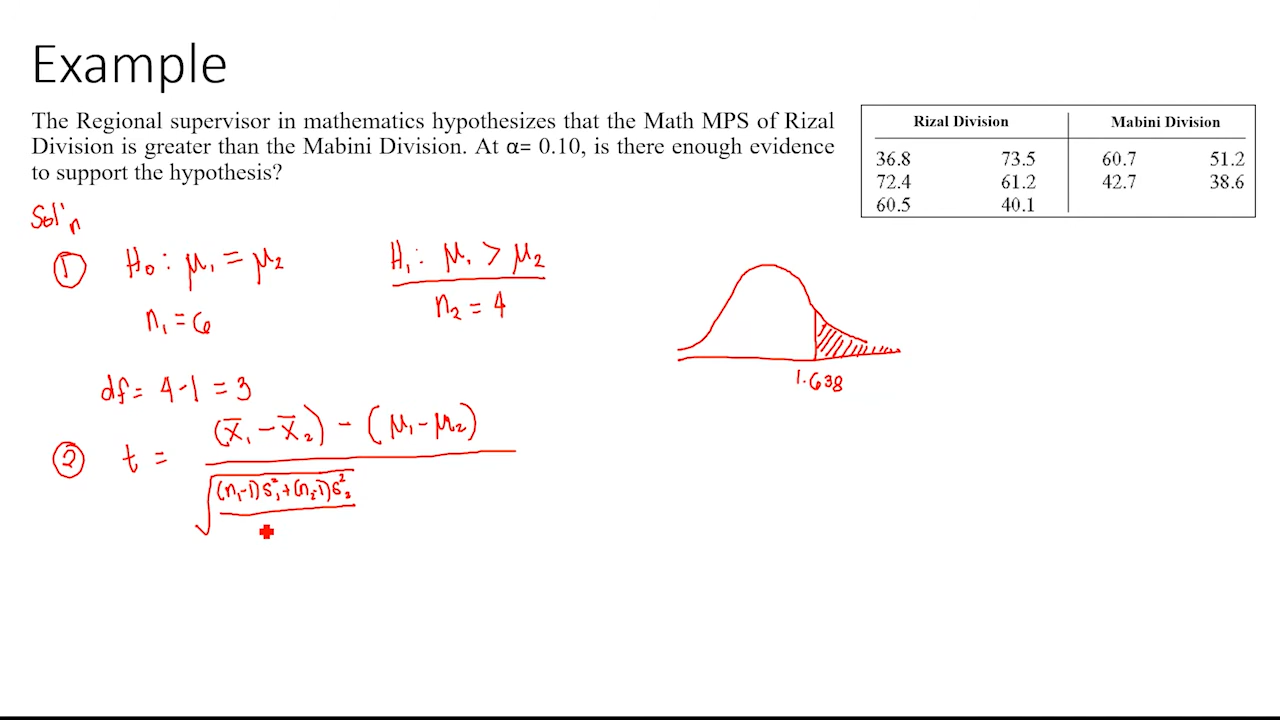 Example
The Regional supervisor in mathematics hypothesizes that the Math MPS of Rizal
Division is greater than the Mabini Division. At α= 0.10, is there enough evidence
to support the hypothesis?
Rizal Division Mabini Division
36.8 73.5 60.7 51.2
72.4 61.2 42.7 38.6
60.5 40.1
Sol'n
① H₀ : μ₁ = μ₂ H₁ : μ₁ > μ₂
n₁ = 6 n₂ = 4
1.638
df = 4 - 1 = 3
② t = (x̄₁ - x̄₂) - (μ₁ - μ₂)
√ (n₁-1)s₁² + (n₂-1)s₂²